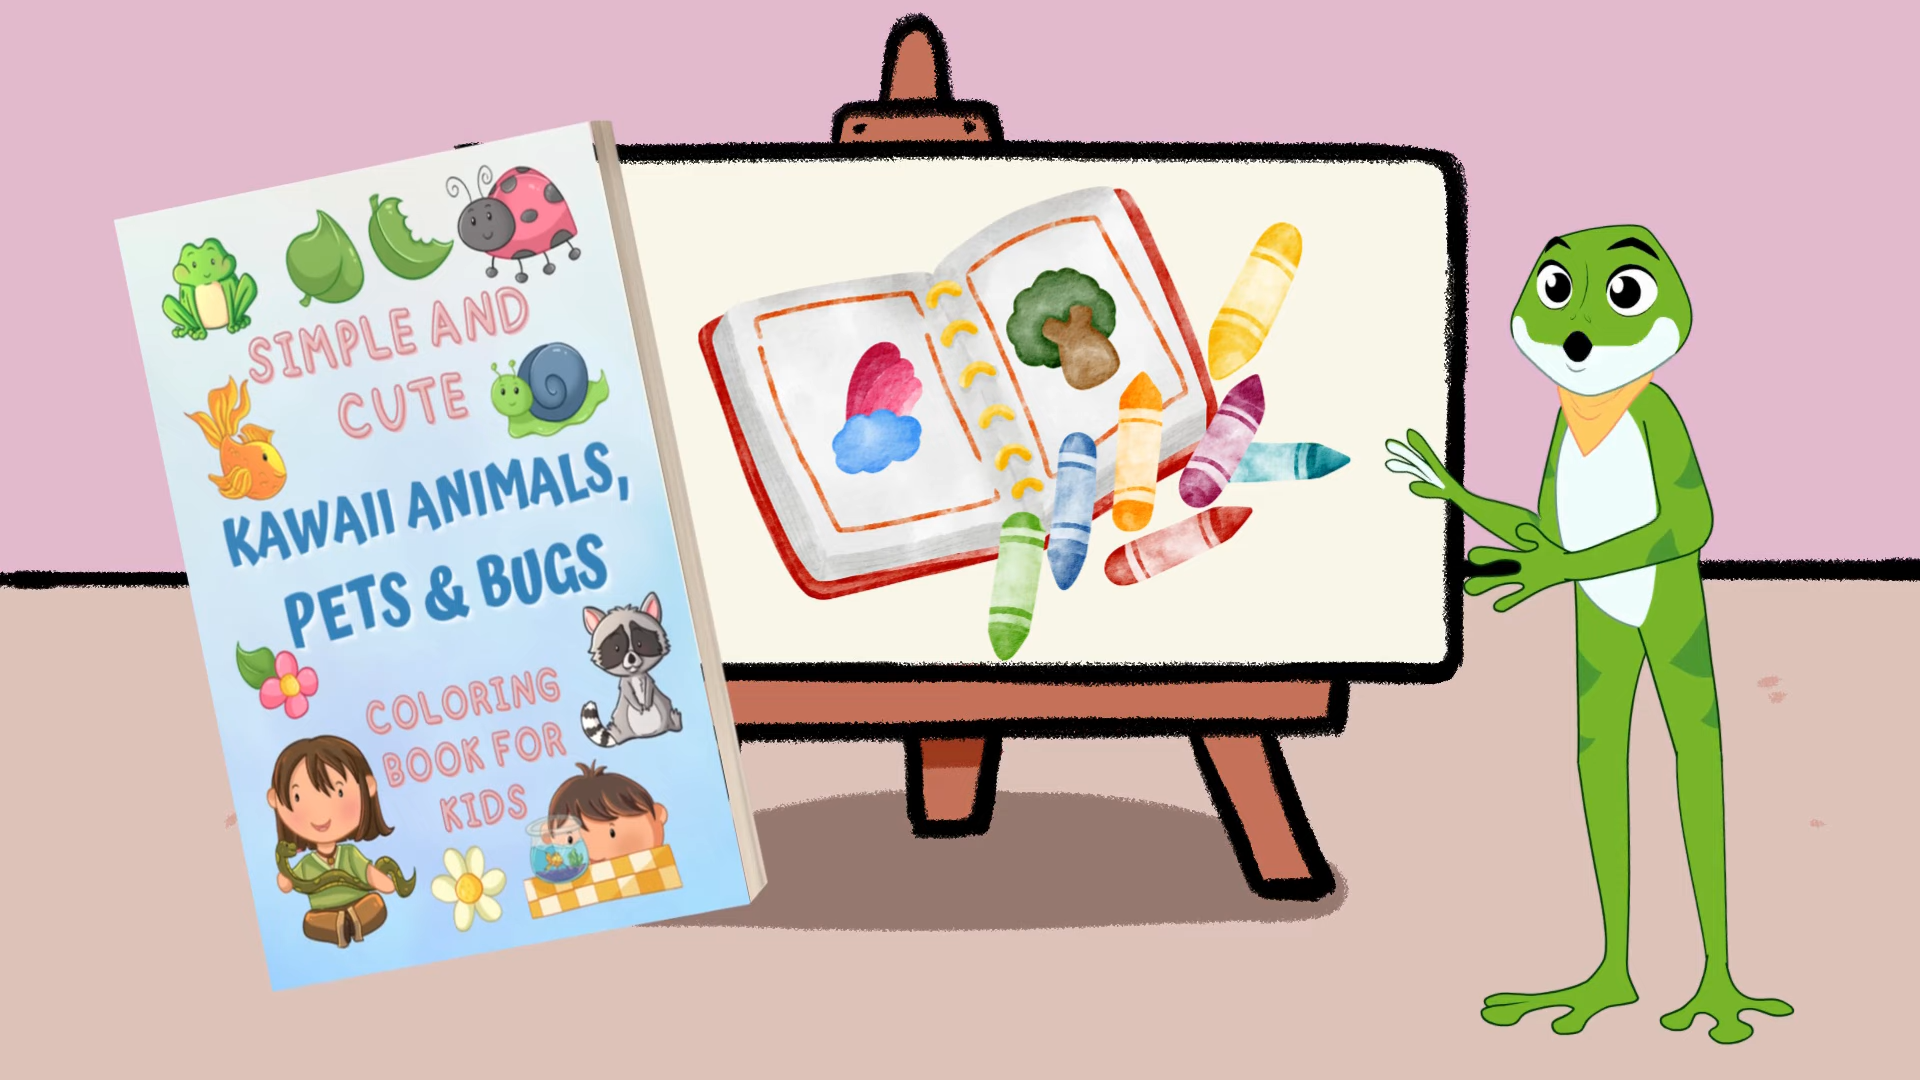 SIMPLE AND
CUTE
KAWAII ANIMALS,
PETS & BUGS
COLORING
BOOK FOR
KIDS